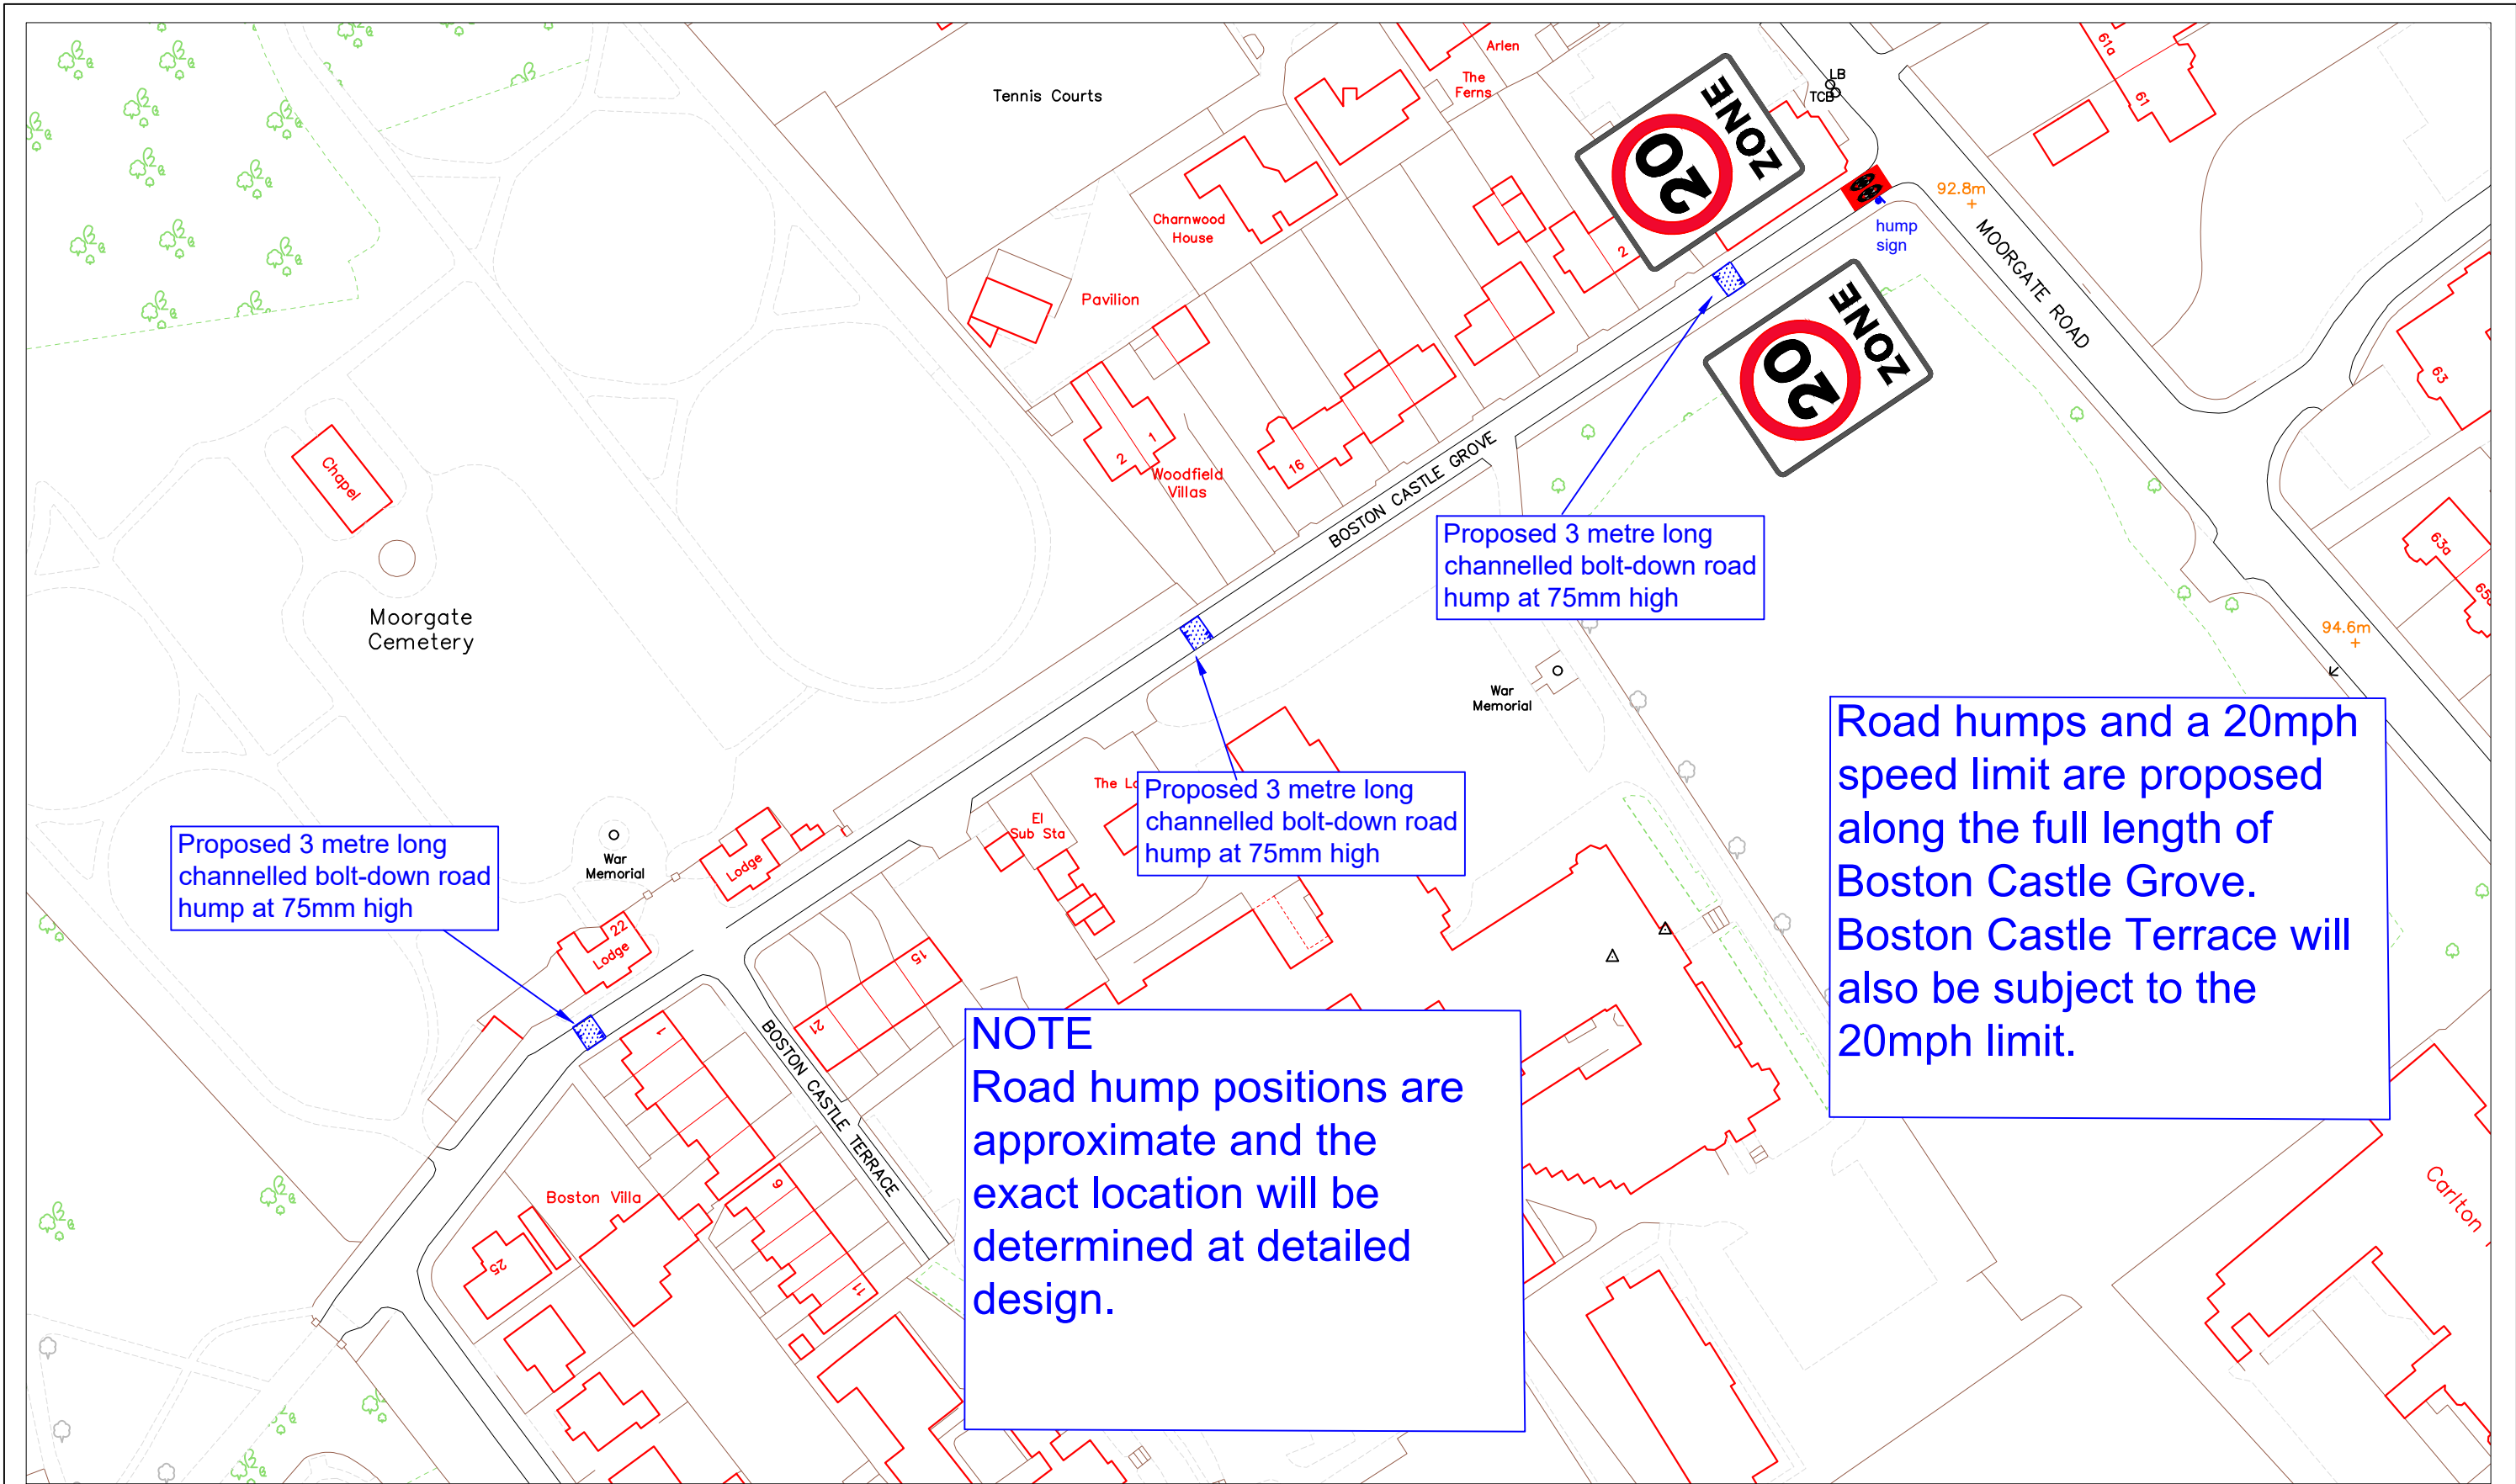 Arlen
The
Ferns
Tennis Courts
LB
TCB
61a
61
ZONE
20
92.8m
hump
sign
MOORGATE ROAD
Charnwood
House
2
Pavilion
ZONE
20
63
1
2
Woodfield
Villas
16
BOSTON CASTLE GROVE
Chapel
Proposed 3 metre long
channelled bolt-down road
hump at 75mm high
63a
Moorgate
Cemetery
94.6m
War
Memorial
Road humps and a 20mph
speed limit are proposed
along the full length of
Boston Castle Grove.
Boston Castle Terrace will
also be subject to the
20mph limit.
The
Proposed 3 metre long
channelled bolt-down road
hump at 75mm high
El
Sub Sta
Proposed 3 metre long
channelled bolt-down road
hump at 75mm high
War
Memorial
Lodge
22
Lodge
15
21
1
BOSTON CASTLE TERRACE
NOTE
Road hump positions are
approximate and the
exact location will be
determined at detailed
design.
Boston Villa
9
11
25
Carlton